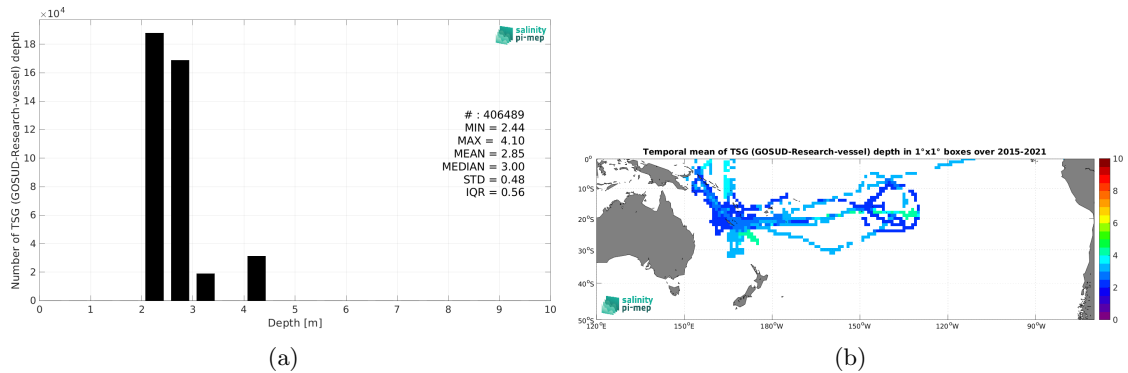 ×10⁴
18
16
14
12
10
8
6
4
2
0
Number of TSG (GOSUD-Research-vessel) depth
salinity
pi-mep
# : 406489
MIN = 2.44
MAX = 4.10
MEAN = 2.85
MEDIAN = 3.00
STD = 0.48
IQR = 0.56
0 1 2 3 4 5 6 7 8 9 10
Depth [m]
(a)
Temporal mean of TSG (GOSUD-Research-vessel) depth in 1°x1° boxes over 2015-2021
0°
10°S
20°S
30°S
40°S
50°S
120°E 150°E 180°W 150°W 120°W 90°W
salinity
pi-mep
10
8
6
4
2
0
(b)